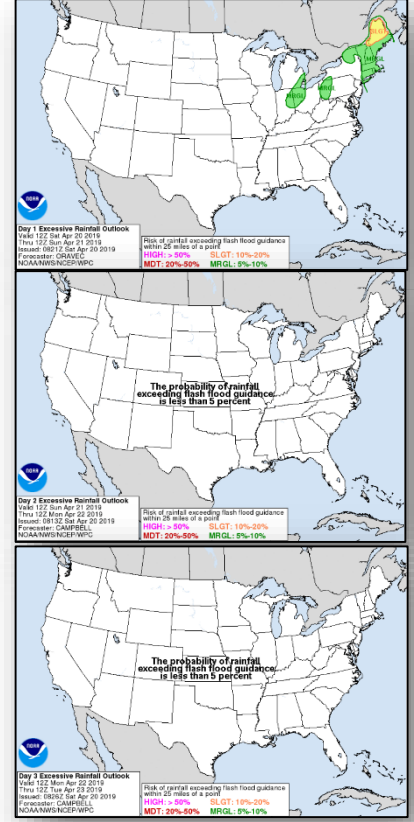 SLGT
MRGL
MRGL
MRGL
NOAA
Day 1 Excessive Rainfall Outlook
Valid 12Z Sat Apr 20 2019
Thru 12Z Sun Apr 21 2019
Issued: 0821Z Sat Apr 20 2019
Forecaster: ORAVEC
NOAA/NWS/NCEP/WPC
Risk of rainfall exceeding flash flood guidance
within 25 miles of a point
HIGH: > 50% SLGT: 10%-20%
MDT: 20%-50% MRGL: 5%-10%
The probability of rainfall
exceeding flash flood guidance
is less than 5 percent
NOAA
Day 2 Excessive Rainfall Outlook
Valid 12Z Sun Apr 21 2019
Thru 12Z Mon Apr 22 2019
Issued: 0813Z Sat Apr 20 2019
Forecaster: CAMPBELL
NOAA/NWS/NCEP/WPC
Risk of rainfall exceeding flash flood guidance
within 25 miles of a point
HIGH: > 50% SLGT: 10%-20%
MDT: 20%-50% MRGL: 5%-10%
The probability of rainfall
exceeding flash flood guidance
is less than 5 percent
NOAA
Day 3 Excessive Rainfall Outlook
Valid 12Z Mon Apr 22 2019
Thru 12Z Tue Apr 23 2019
Issued: 0826Z Sat Apr 20 2019
Forecaster: CAMPBELL
NOAA/NWS/NCEP/WPC
Risk of rainfall exceeding flash flood guidance
within 25 miles of a point
HIGH: > 50% SLGT: 10%-20%
MDT: 20%-50% MRGL: 5%-10%